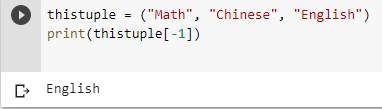 thistuple = ("Math", "Chinese", "English")
print(thistuple[-1])
English